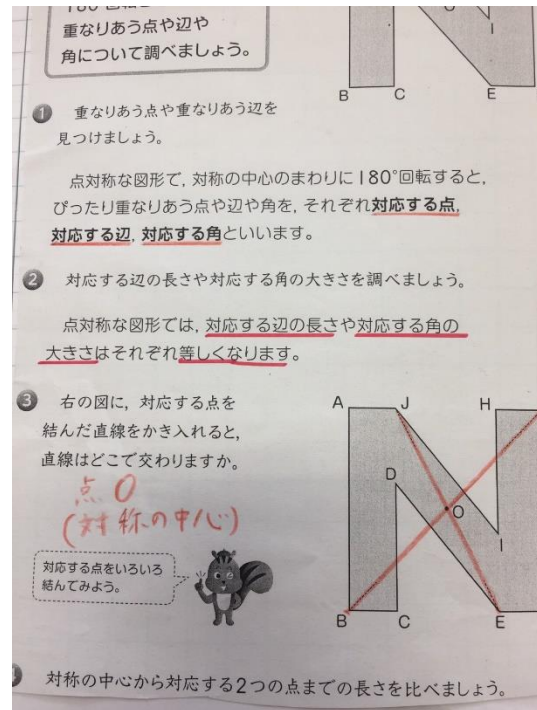 重なりあう点や辺や
角について調べましょう。
B C E
I
1 重なりあう点や重なりあう辺を
見つけましょう。
点対称な図形で,対称の中心のまわりに180°回転すると,
ぴったり重なりあう点や辺や角を,それぞれ対応する点,
対応する辺,対応する角といいます。
2 対応する辺の長さや対応する角の大きさを調べましょう。
点対称な図形では,対応する辺の長さや対応する角の
大きさはそれぞれ等しくなります。
3 右の図に,対応する点を
結んだ直線をかき入れると,
直線はどこで交わりますか。
点O
(対称の中心)
対応する点をいろいろ
結んでみよう。
A J H
D
O
I
B C E
対称の中心から対応する2つの点までの長さを比べましょう。